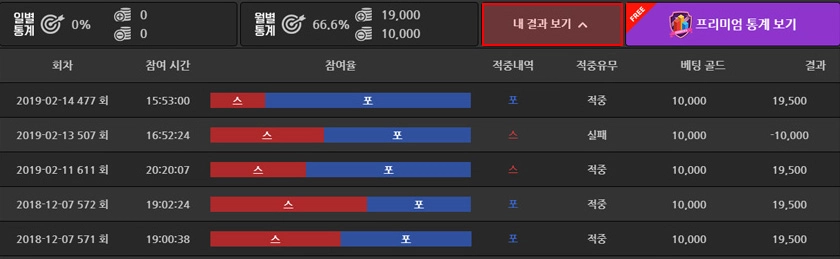 일별 통계 0% 0 0 월별 통계 66,6% 19,000 10,000 내 결과 보기 FREE 프리미엄 통계 보기
회차 참여 시간 참여율 적중내역 적중유무 베팅 골드 결과
2019-02-14 477 회 15:53:00 스 포 포 적중 10,000 19,500
2019-02-13 507 회 16:52:24 스 포 스 실패 10,000 -10,000
2019-02-11 611 회 20:20:07 스 포 스 적중 10,000 19,500
2018-12-07 572 회 19:02:24 스 포 포 적중 10,000 19,500
2018-12-07 571 회 19:00:38 스 포 포 적중 10,000 19,500